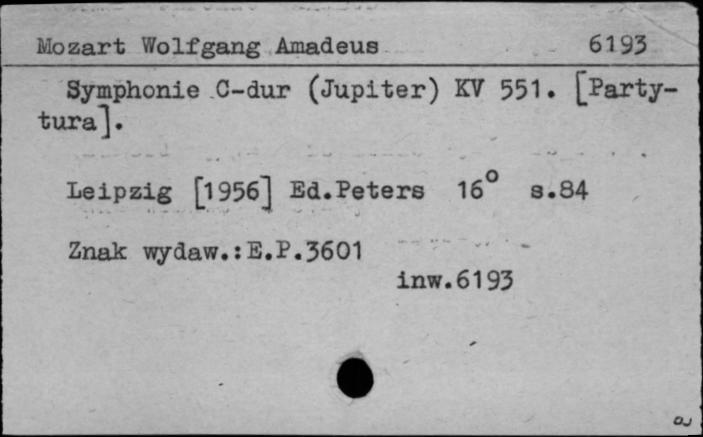 Mozart Wolfgang Amadeus 6193
Symphonie C-dur (Jupiter) KV 551. [Party-
tura].
Leipzig [1956] Ed.Peters 16° s.84
Znak wydaw.:E.P.3601
inw.6193